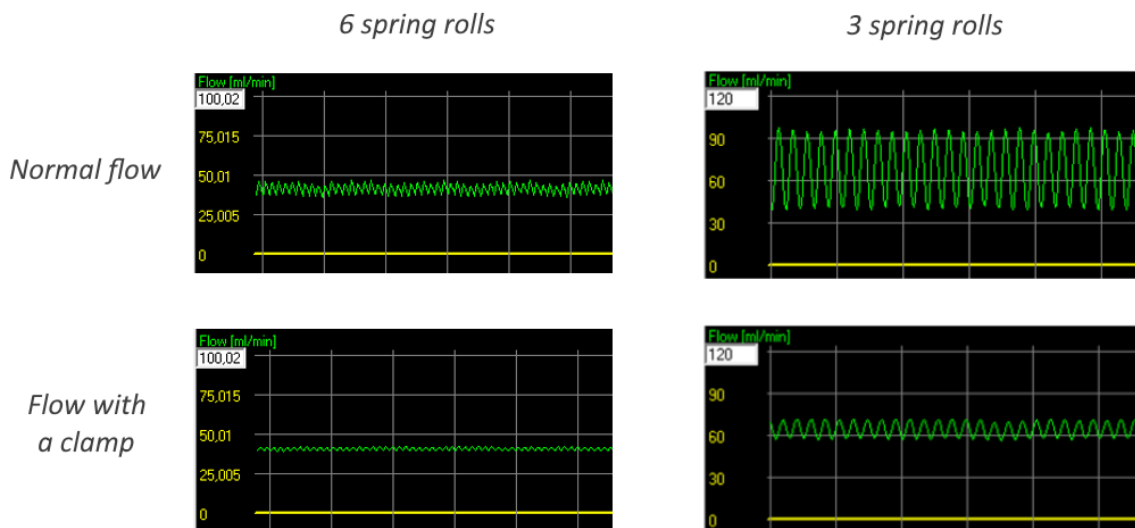 6 spring rolls
3 spring rolls
Normal flow
Flow [ml/min]
100,02
75,015
50,01
25,005
0
Flow [ml/min]
120
90
60
30
0
Flow with
a clamp
Flow [ml/min]
100,02
75,015
50,01
25,005
0
Flow [ml/min]
120
90
60
30
0